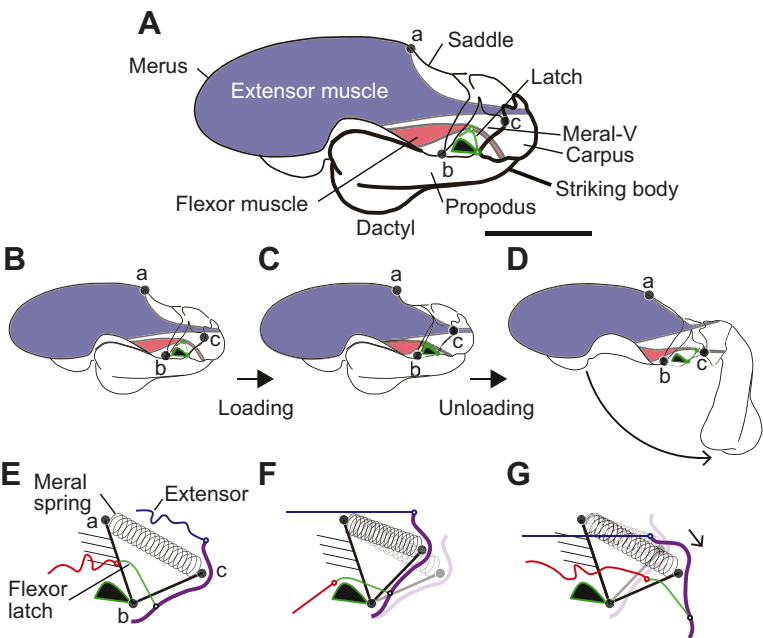 A
a
Saddle
Merus
Latch
Extensor muscle
c
Meral-V
Carpus
b
Striking body
Flexor muscle
Propodus
Dactyl
B
C
D
a
a
a
c
c
c
b
b
b
Loading
Unloading
E
F
G
Meral
spring
Extensor
a
c
Flexor
latch
b